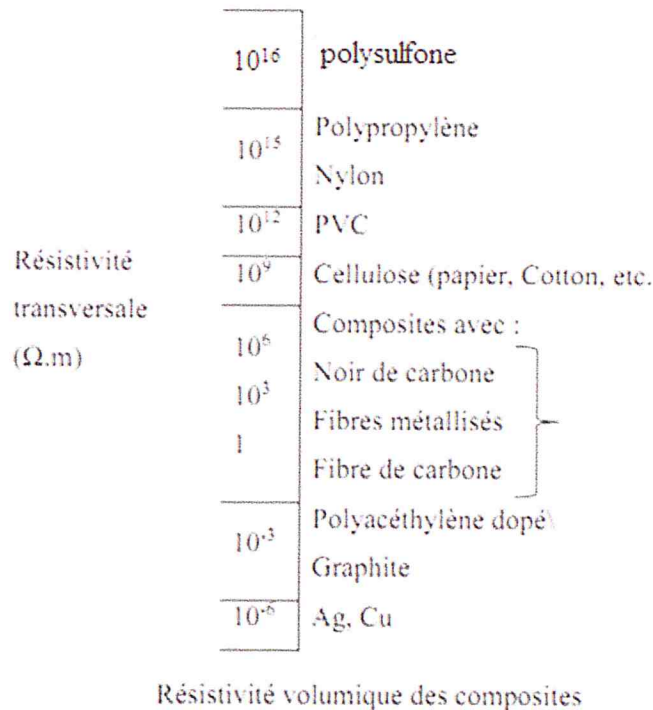 10¹⁶ polysulfone
10¹⁵ Polypropylène
Nylon
10¹² PVC
10⁹ Cellulose (papier, Cotton, etc.
Résistivité
transversale
(Ω.m)
Composites avec :
10⁶
10³
1
Noir de carbone
Fibres métallisés
Fibre de carbone
10⁻³ Polyacéthylène dopé
Graphite
10⁻⁶ Ag, Cu
Résistivité volumique des composites